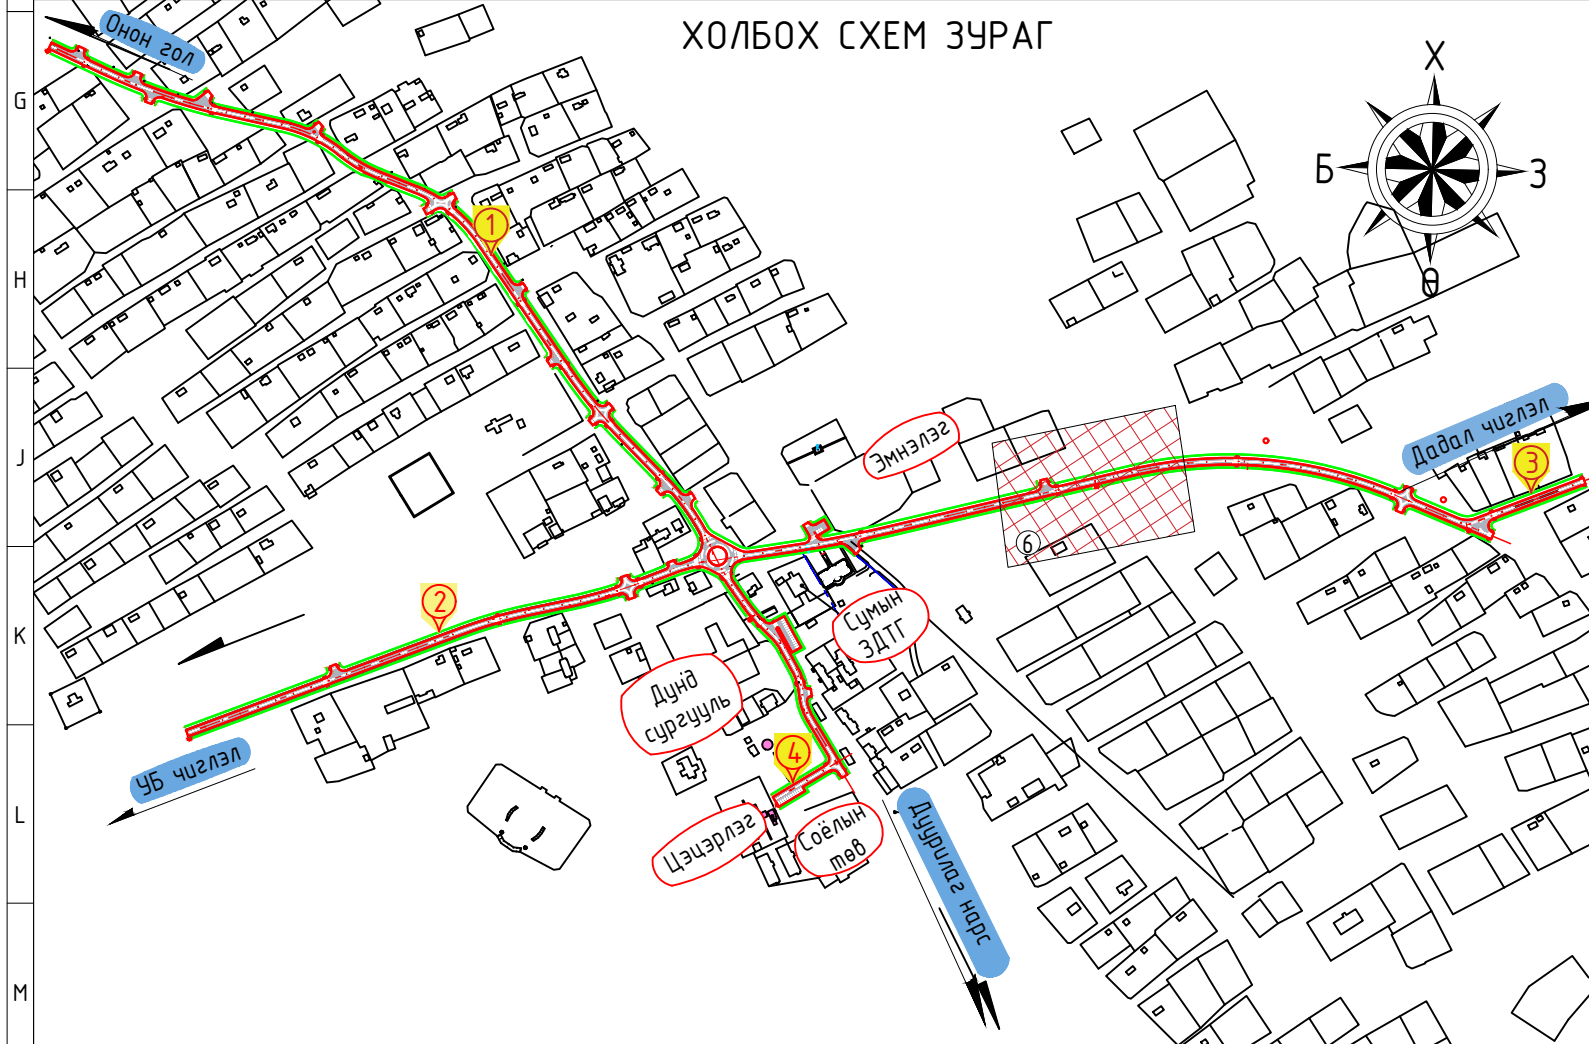 ХОЛБОХ СХЕМ ЗУРАГ
Онон гол
Х
Б
З
Ө
G
1
H
Дадал чиглэл
Эмнэлэг
3
J
6
2
Сумын
ЗДТГ
K
Дунд
сургууль
4
УБ чиглэл
L
Цэцэрлэг
Соёлын
төв
Дуурилаг нарс
M